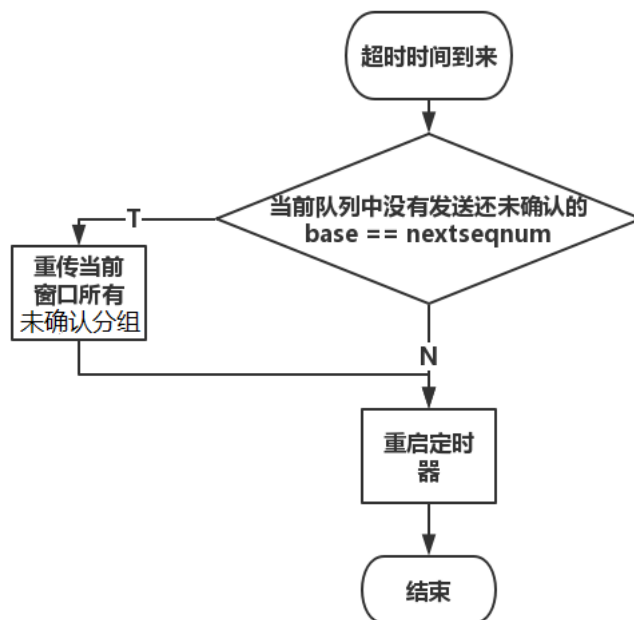 超时时间到来
当前队列中没有发送还未确认的
base == nextseqnum
T
重传当前
窗口所有
未确认分组
N
重启定时
器
结束